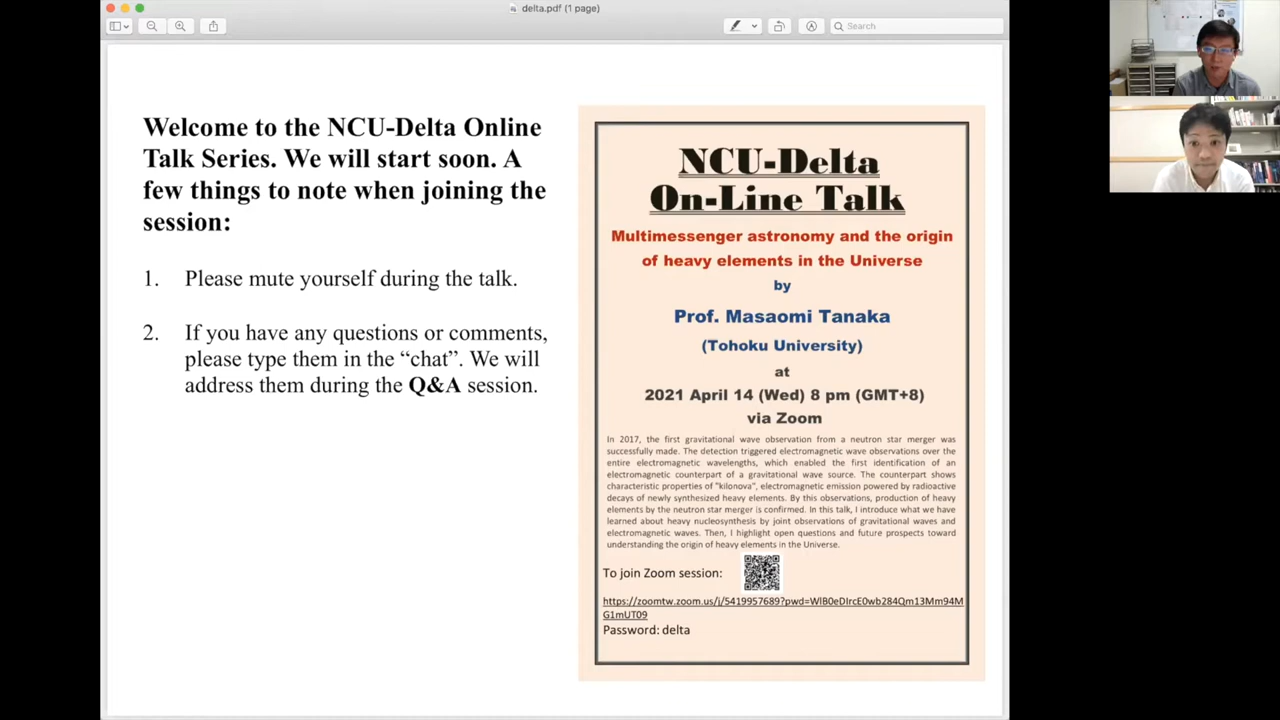 delta.pdf (1 page)
Search
Welcome to the NCU-Delta Online
Talk Series. We will start soon. A
few things to note when joining the
session:
1. Please mute yourself during the talk.
2. If you have any questions or comments,
please type them in the “chat”. We will
address them during the Q&A session.
NCU-Delta
On-Line Talk
Multimessenger astronomy and the origin
of heavy elements in the Universe
by
Prof. Masaomi Tanaka
(Tohoku University)
at
2021 April 14 (Wed) 8 pm (GMT+8)
via Zoom
In 2017, the first gravitational wave observation from a neutron star merger was
successfully made. The detection triggered electromagnetic wave observations over the
entire electromagnetic wavelengths, which enabled the first identification of an
electromagnetic counterpart of a gravitational wave source. The counterpart shows
characteristic properties of "kilonova", electromagnetic emission powered by radioactive
decays of newly synthesized heavy elements. By this observations, production of heavy
elements by the neutron star merger is confirmed. In this talk, I introduce what we have
learned about heavy nucleosynthesis by joint observations of gravitational waves and
electromagnetic waves. Then, I highlight open questions and future prospects toward
understanding the origin of heavy elements in the Universe.
To join Zoom session:
https://zoomtw.zoom.us/j/5419957689?pwd=WlB0eDIrcE0wb284Qm13Mm94M
G1mUT09
Password: delta